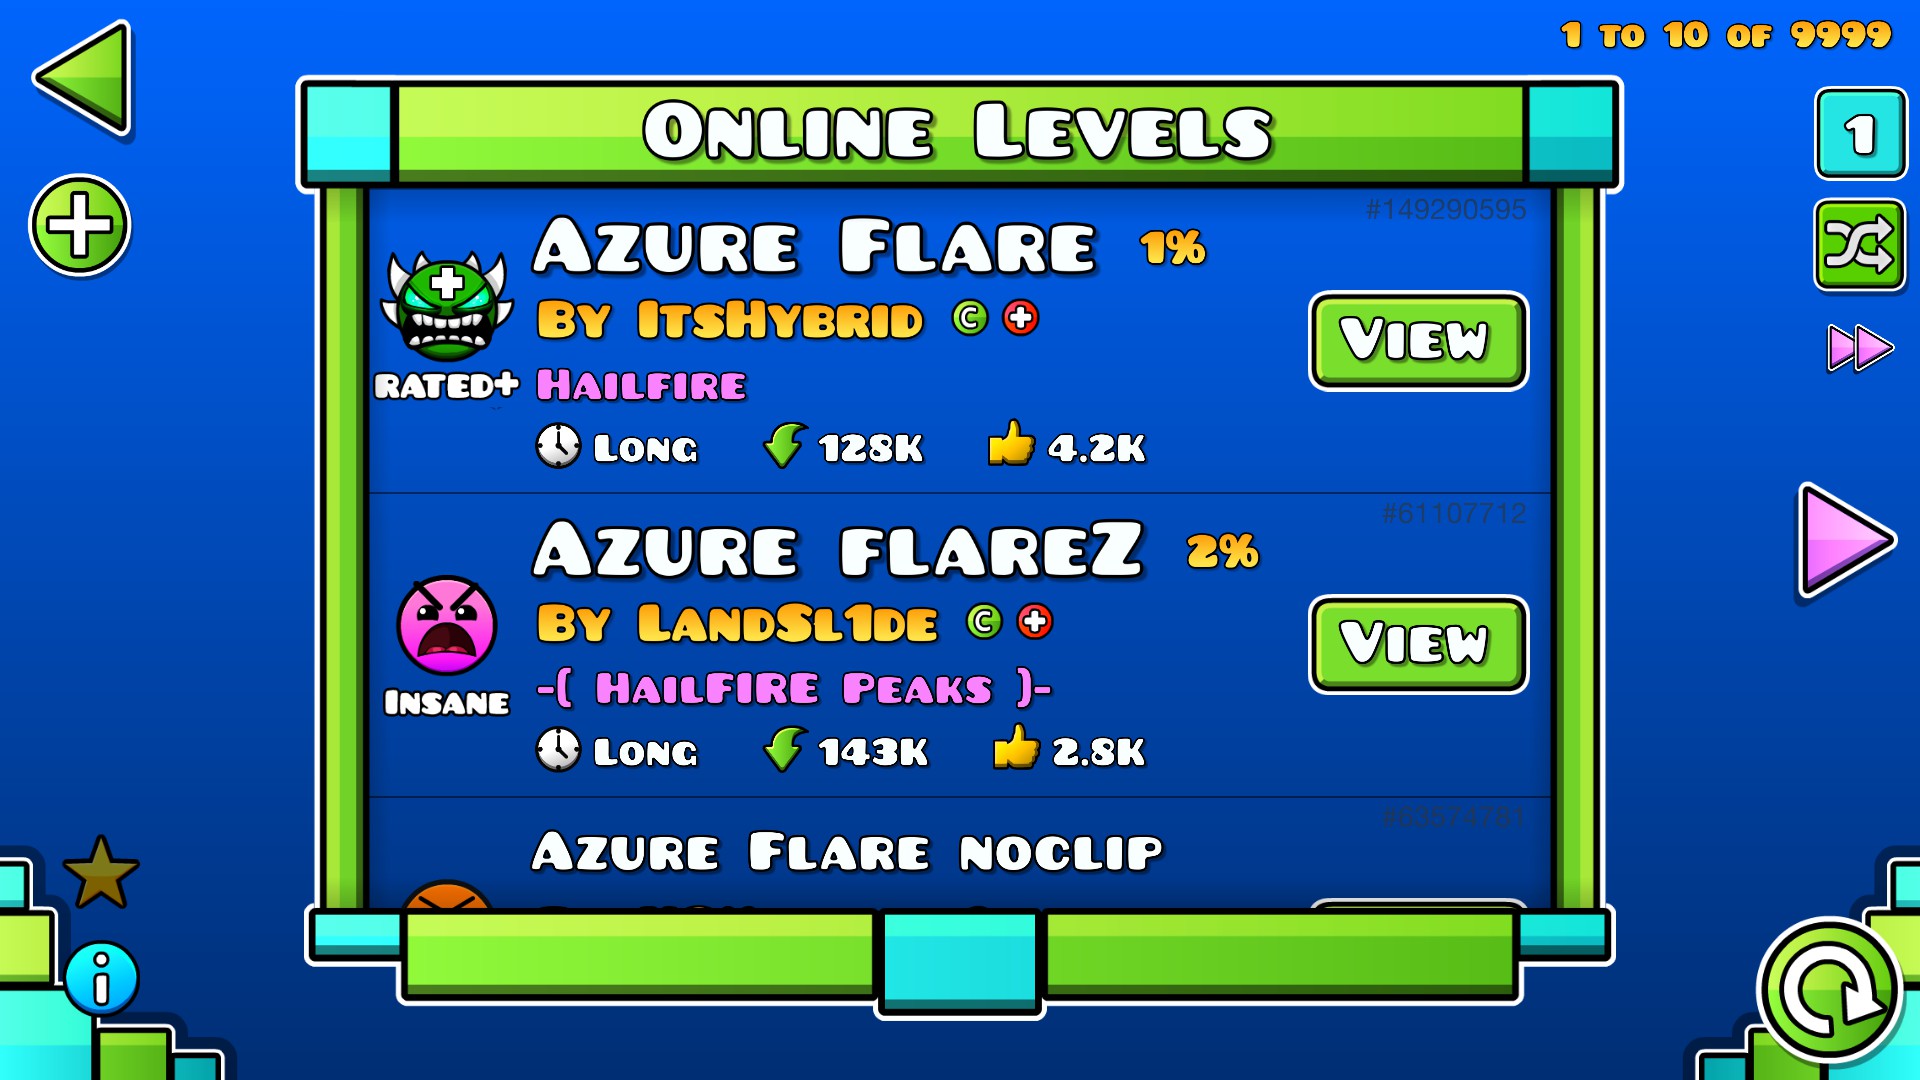 1 to 10 of 9999
Online Levels
1
#149290595
Azure Flare 1%
By ItsHybrid C
RATED+
Hailfire
View
Long 128K 4.2K
#61107712
Azure flareZ 2%
By LandSl1de C
Insane
-( HailFIRE Peaks )-
View
Long 143K 2.8K
#63574781
Azure Flare noclip
i